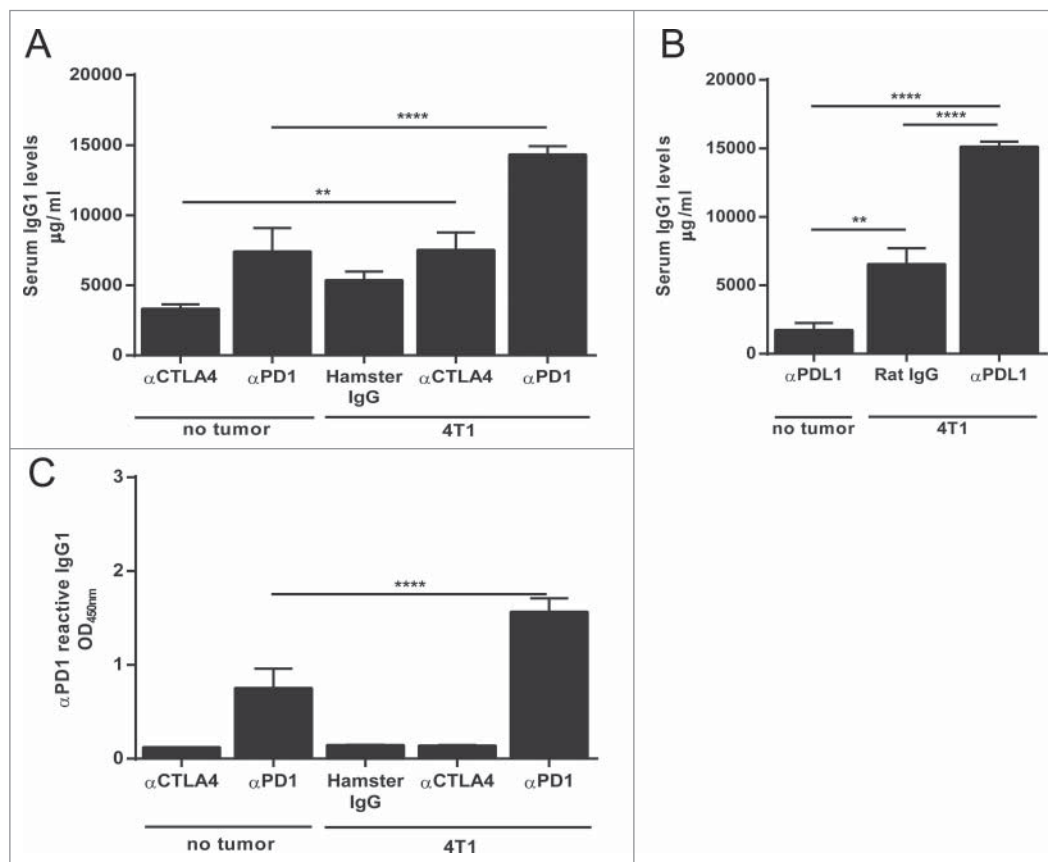 A
Serum IgG1 levels
µg/ml
20000
15000
10000
5000
0
****
**
αCTLA4
αPD1
Hamster
IgG
αCTLA4
αPD1
no tumor
4T1
B
Serum IgG1 levels
µg/ml
20000
15000
10000
5000
0
****
****
**
αPDL1
Rat IgG
αPDL1
no tumor
4T1
C
αPD1 reactive IgG1
OD450nm
3
2
1
0
****
αCTLA4
αPD1
Hamster
IgG
αCTLA4
αPD1
no tumor
4T1